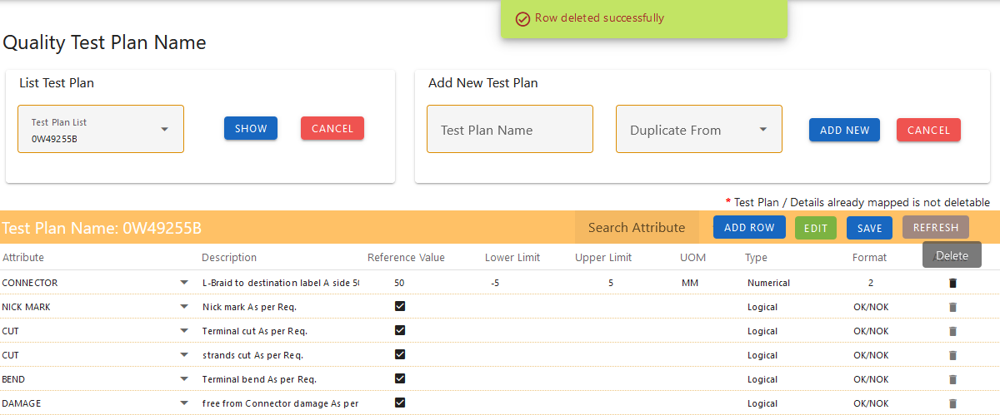 Row deleted successfully
Quality Test Plan Name
List Test Plan
Test Plan List
0W49255B
SHOW
CANCEL
Add New Test Plan
Test Plan Name
Duplicate From
ADD NEW
CANCEL
* Test Plan / Details already mapped is not deletable
Test Plan Name: 0W49255B
Search Attribute
ADD ROW
EDIT
SAVE
REFRESH
Attribute Description Reference Value Lower Limit Upper Limit UOM Type Format
Delete
CONNECTOR L-Braid to destination label A side 50 50 -5 5 MM Numerical 2
NICK MARK Nick mark As per Req. Logical OK/NOK
CUT Terminal cut As per Req. Logical OK/NOK
CUT strands cut As per Req. Logical OK/NOK
BEND Terminal bend As per Req. Logical OK/NOK
DAMAGE free from Connector damage As per Logical OK/NOK